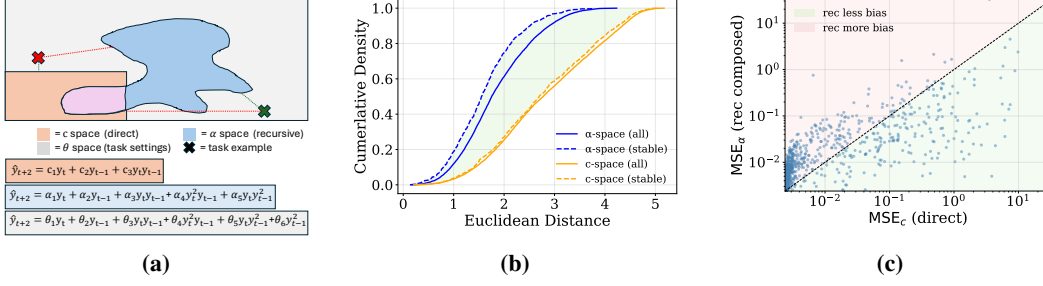 = c space (direct)
= α space (recursive)
= θ space (task settings)
= task example
ŷₜ₊₂ = c₁yₜ + c₂yₜ₋₁ + c₃yₜyₜ₋₁
ŷₜ₊₂ = α₁yₜ + α₂yₜ₋₁ + α₃yₜyₜ₋₁+α₄yₜ²yₜ₋₁ + α₅yₜyₜ₋₁²
ŷₜ₊₂ = θ₁yₜ + θ₂yₜ₋₁ + θ₃yₜyₜ₋₁+θ₄yₜ²yₜ₋₁ + θ₅yₜyₜ₋₁²+θ₆yₜ₋₁²
(a)
Cumulative Density
1.0
0.8
0.6
0.4
0.2
0.0
α-space (all)
α-space (stable)
c-space (all)
c-space (stable)
0 1 2 3 4 5
Euclidean Distance
(b)
MSEα (rec composed)
10¹
10⁰
10⁻¹
10⁻²
rec less bias
rec more bias
10⁻² 10⁻¹ 10⁰ 10¹
MSE_c (direct)
(c)